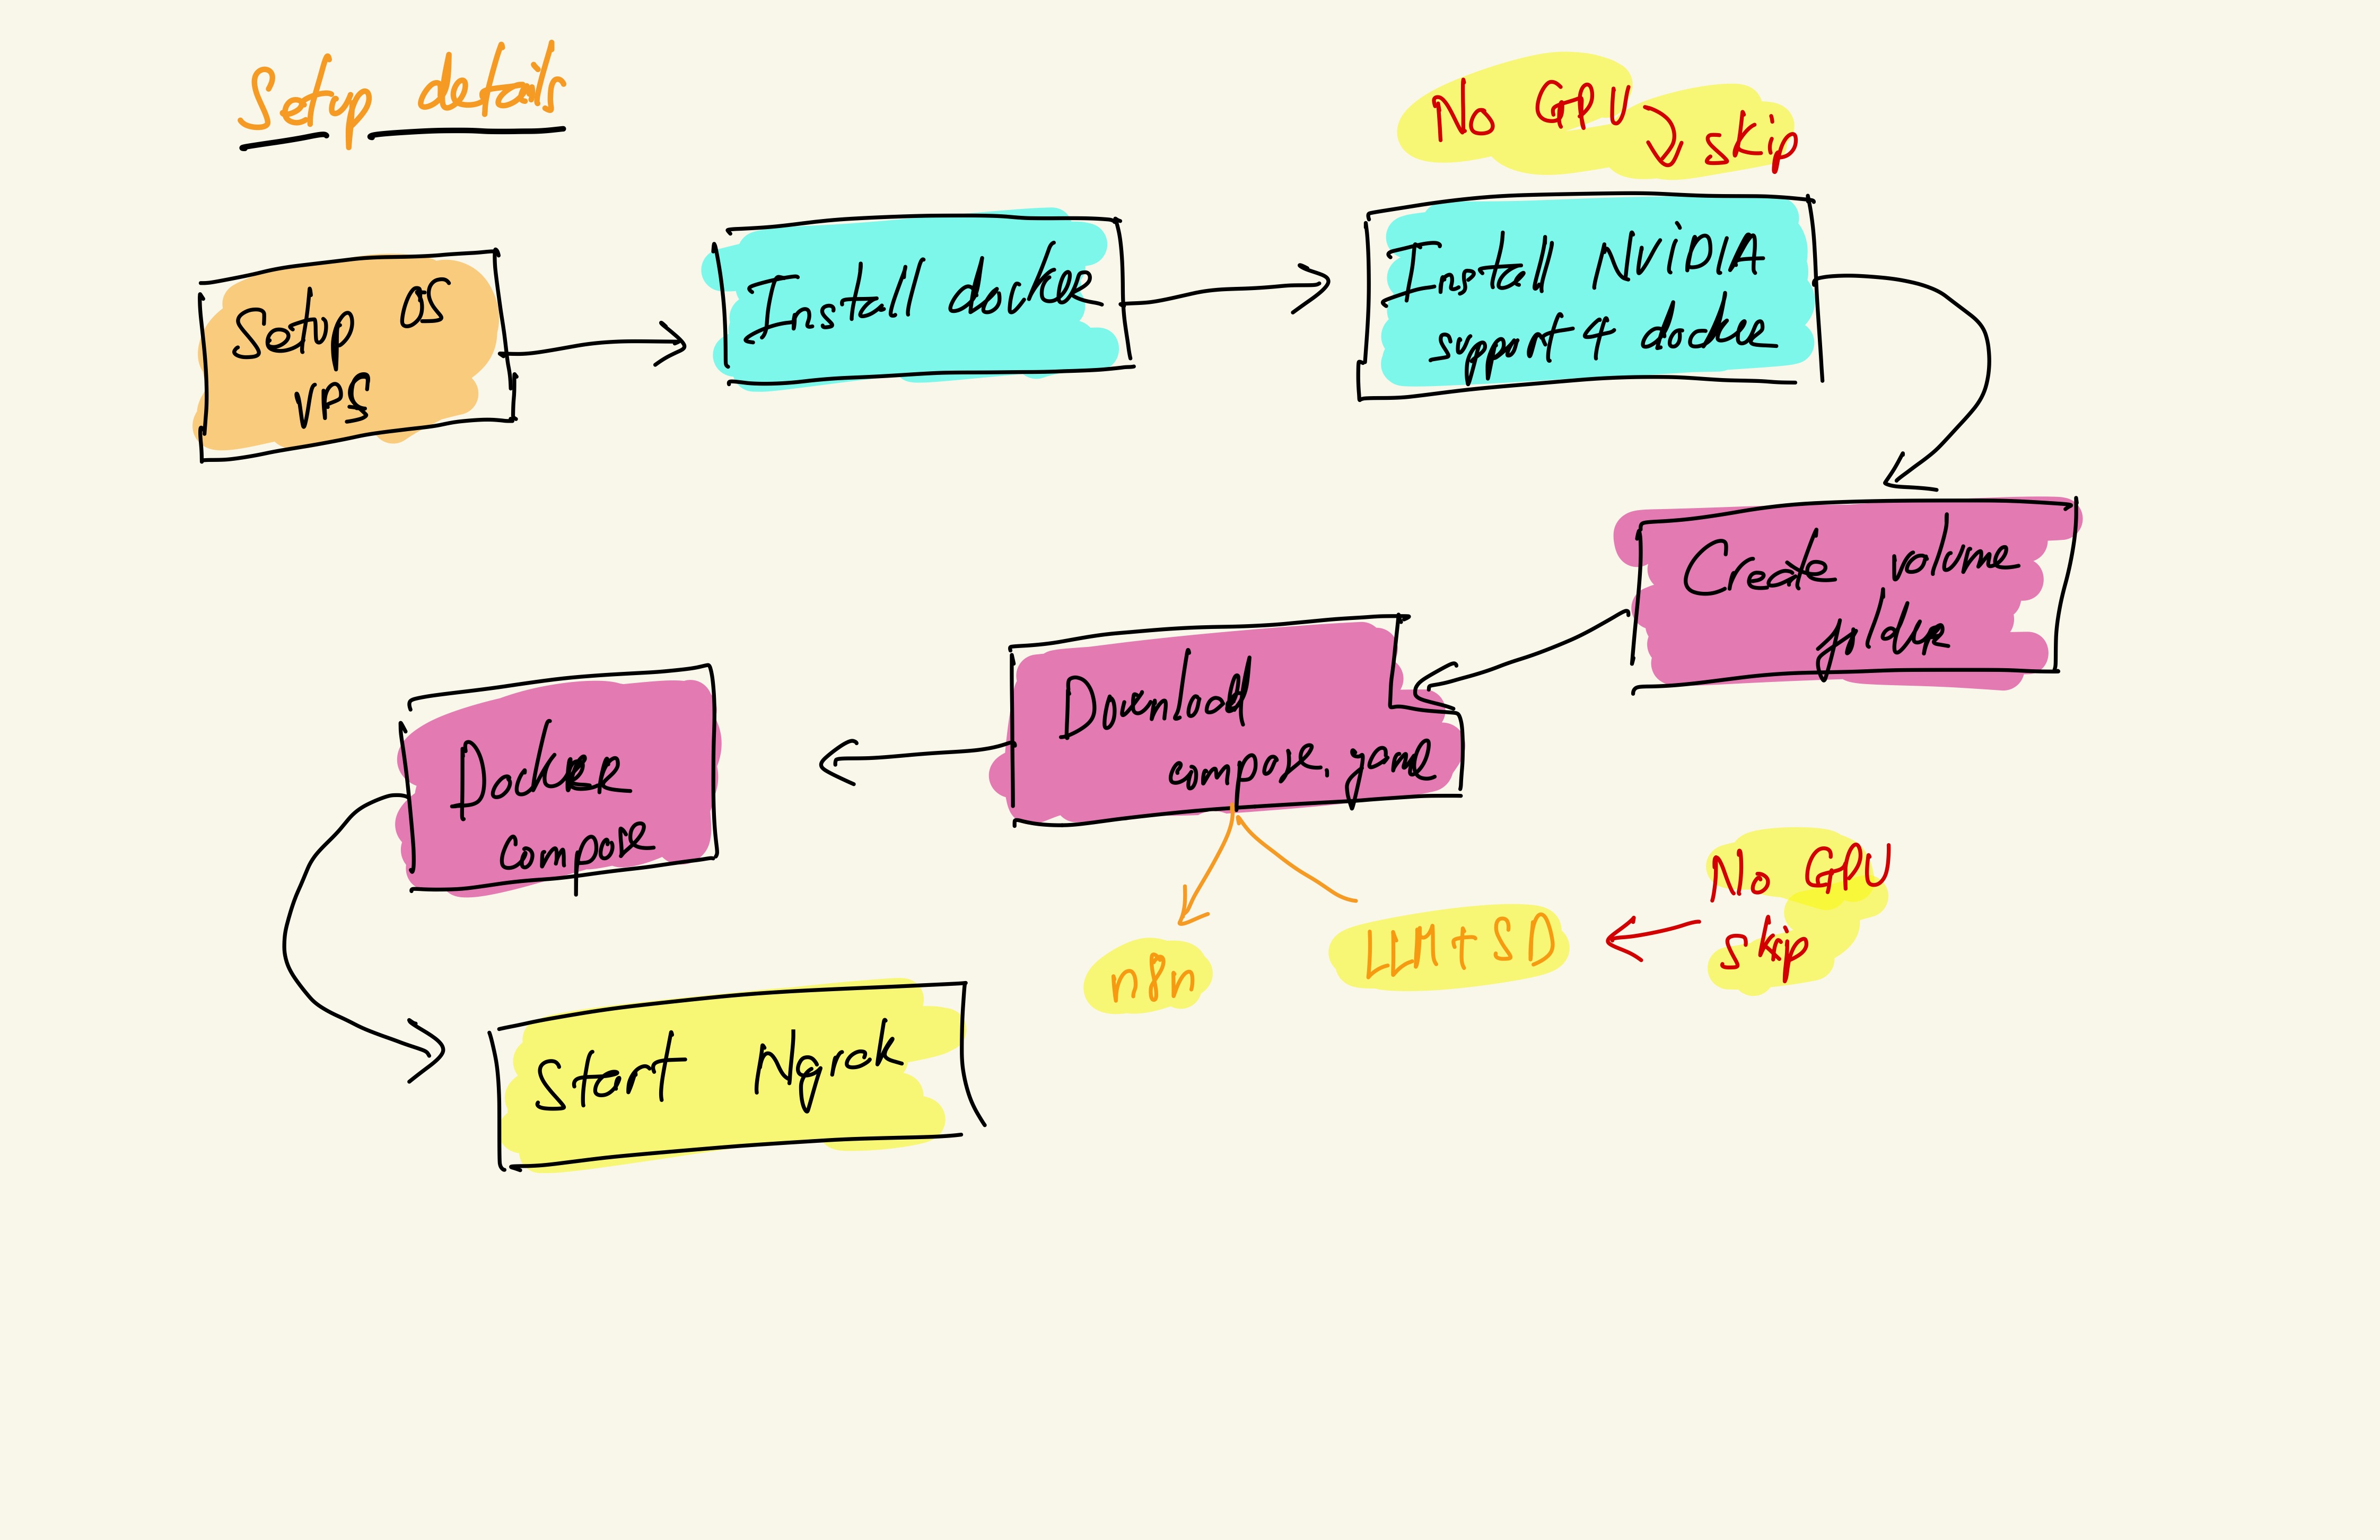 Setup details
No GPU
skip
Setup OS
VPS
Install docker
Install NViDIA
support 4 docker
Create volume
folder
Download
compose.yaml
Docker
compose
n8n
LLM + SD
No GPU
skip
Start Ngrok